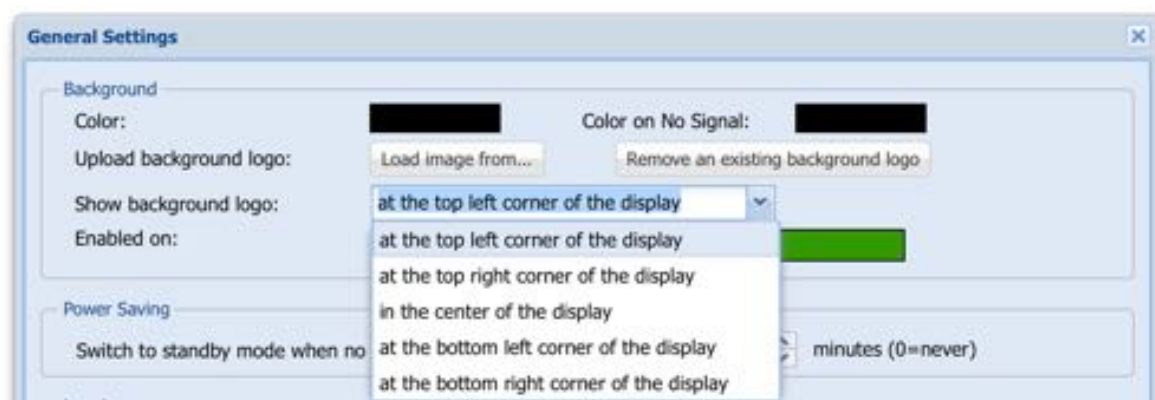 General Settings
Background
Color: Color on No Signal:
Upload background logo: Load image from... Remove an existing background logo
Show background logo: at the top left corner of the display
Enabled on: at the top left corner of the display
at the top right corner of the display
Power Saving in the center of the display
Switch to standby mode when no at the bottom left corner of the display minutes (0=never)
at the bottom right corner of the display